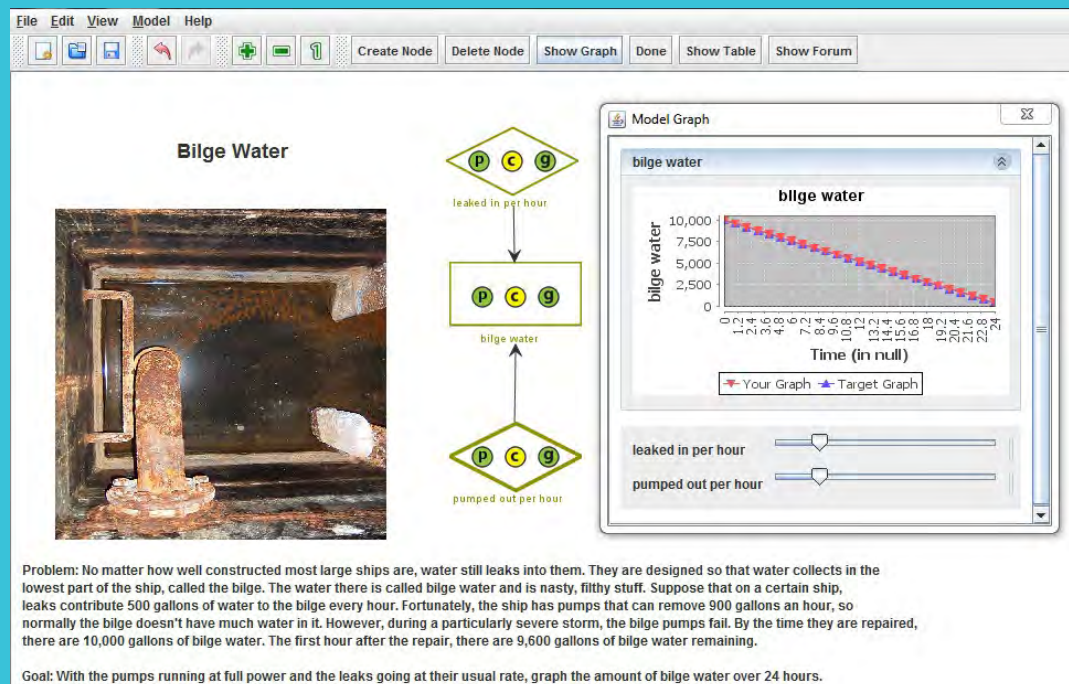 File Edit View Model Help
Create Node Delete Node Show Graph Done Show Table Show Forum
Bilge Water
p c g
leaked in per hour
p c g
bilge water
p c g
pumped out per hour
Model Graph
bilge water
bilge water
bilge water
10,000
7,500
5,000
2,500
0
0 1.2 2.4 3.6 4.8 6 7.2 8.4 9.6 10.8 12 13.2 14.4 15.6 16.8 18 19.2 20.4 21.6 22.8 24
Time (in null)
Your Graph Target Graph
leaked in per hour
pumped out per hour
Problem: No matter how well constructed most large ships are, water still leaks into them. They are designed so that water collects in the
lowest part of the ship, called the bilge. The water there is called bilge water and is nasty, filthy stuff. Suppose that on a certain ship,
leaks contribute 500 gallons of water to the bilge every hour. Fortunately, the ship has pumps that can remove 900 gallons an hour, so
normally the bilge doesn't have much water in it. However, during a particularly severe storm, the bilge pumps fail. By the time they are repaired,
there are 10,000 gallons of bilge water. The first hour after the repair, there are 9,600 gallons of bilge water remaining.
Goal: With the pumps running at full power and the leaks going at their usual rate, graph the amount of bilge water over 24 hours.